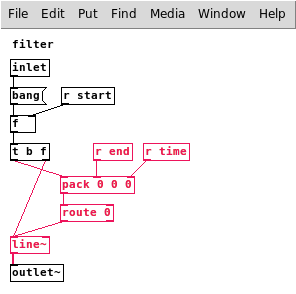 File Edit Put Find Media Window Help
filter
inlet
bang
r start
f
t b f
r end
r time
pack 0 0 0
route 0
line~
outlet~